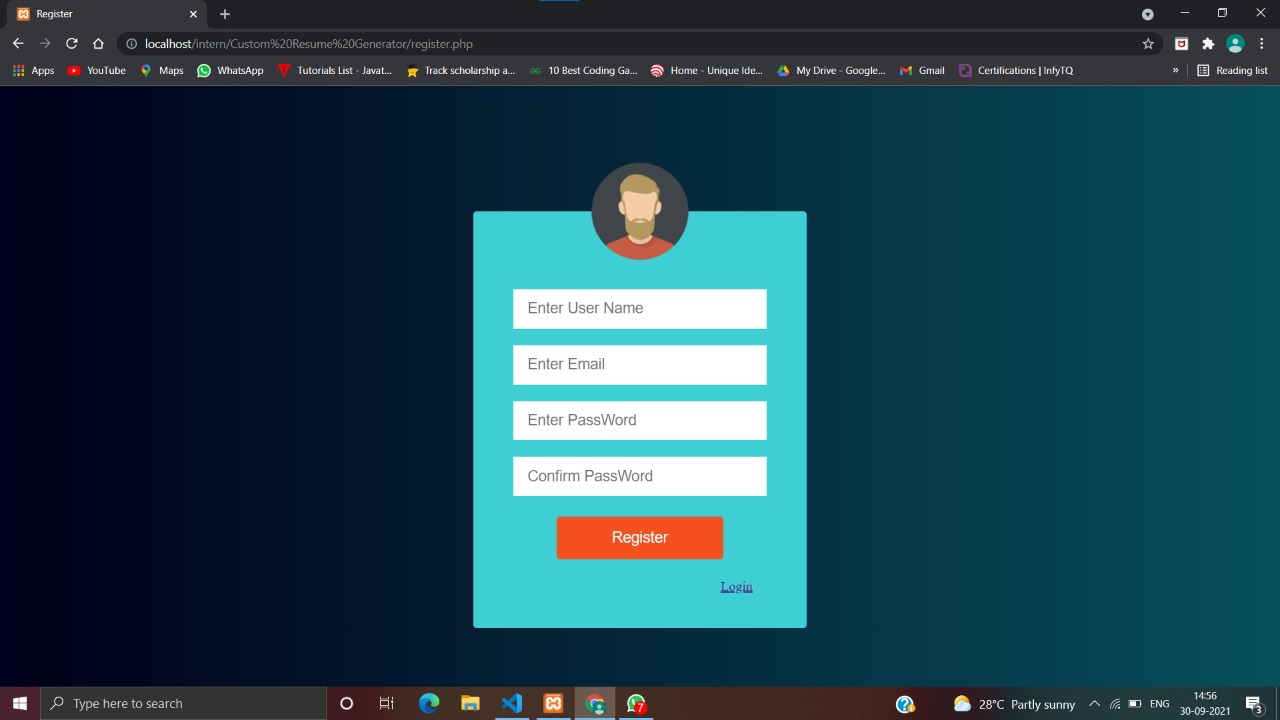 Register
localhost/intern/Custom%20Resume%20Generator/register.php
Apps YouTube Maps WhatsApp Tutorials List - Javat... Track scholarship a... 10 Best Coding Ga... Home - Unique Ide... My Drive - Google... Gmail Certifications | InfyTQ » Reading list
Enter User Name
Enter Email
Enter PassWord
Confirm PassWord
Register
Login
Type here to search
7
28°C Partly sunny
ENG
14:56
30-09-2021
3